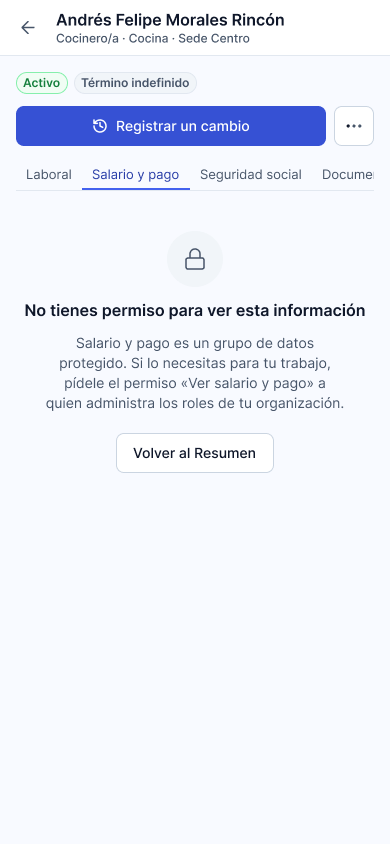 Andrés Felipe Morales Rincón
Cocinero/a · Cocina · Sede Centro
Activo
Término indefinido
Registrar un cambio
Laboral
Salario y pago
Seguridad social
Docume
No tienes permiso para ver esta información
Salario y pago es un grupo de datos
protegido. Si lo necesitas para tu trabajo,
pídele el permiso «Ver salario y pago» a
quien administra los roles de tu organización.
Volver al Resumen